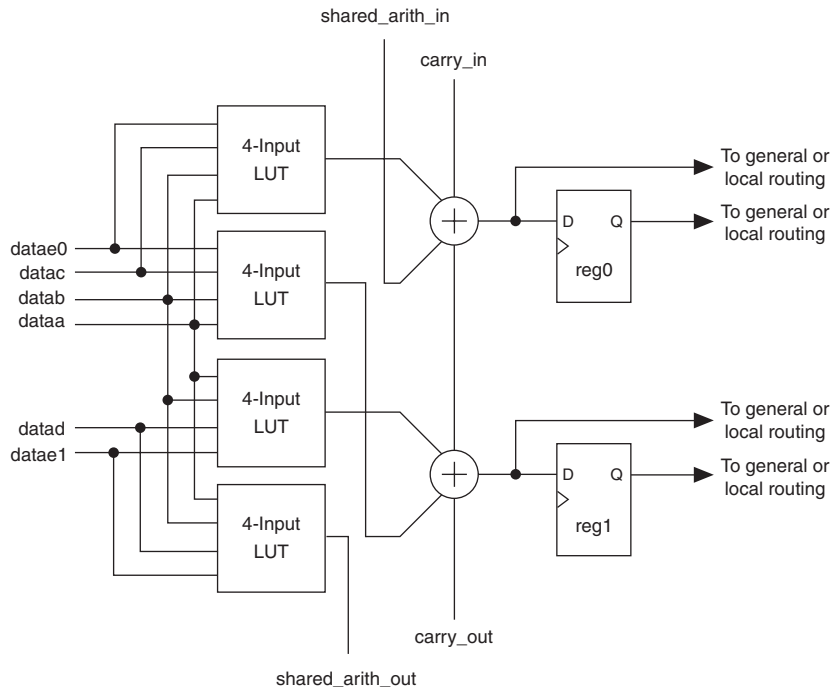 shared_arith_in
carry_in
4-Input
LUT
To general or
local routing
D Q
reg0
To general or
local routing
datae0
datac
datab
dataa
4-Input
LUT
4-Input
LUT
datad
datae1
To general or
local routing
D Q
reg1
To general or
local routing
4-Input
LUT
carry_out
shared_arith_out